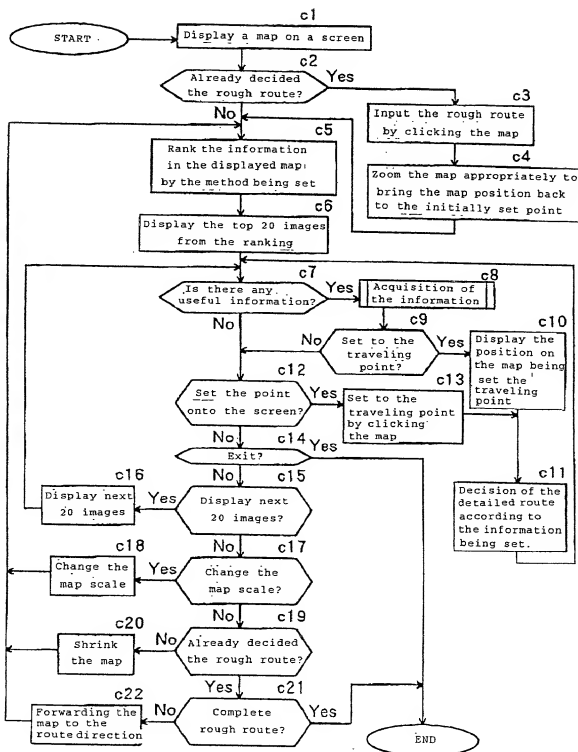 c1
START
Display a map on a screen
c2
Already decided
the rough route?
Yes
No
c3
Input the rough route
by clicking the map
c4
Zoom the map appropriately to
bring the map position back
to the initially set point
c5
Rank the information
in the displayed map
by the method being set
c6
Display the top 20 images
from the ranking
c7
Is there any
useful information?
Yes
No
c8
Acquisition of
the information
c9
Set to the
traveling
point?
No
Yes
c10
Display the
position on
the map being
set the
traveling
point
c12
Set the point
onto the screen?
Yes
No
c13
Set to the
traveling point
by clicking
the map
c11
Decision of the
detailed route
according to
the information
being set.
c14
Exit?
Yes
No
c15
Display next
20 images?
Yes
No
c16
Display next
20 images
c17
Change the
map scale?
Yes
No
c18
Change the
map scale
c19
Already decided
the rough route?
No
Yes
c20
Shrink
the map
c21
Complete
rough route?
No
Yes
c22
Forwarding the
map to the
route direction
END